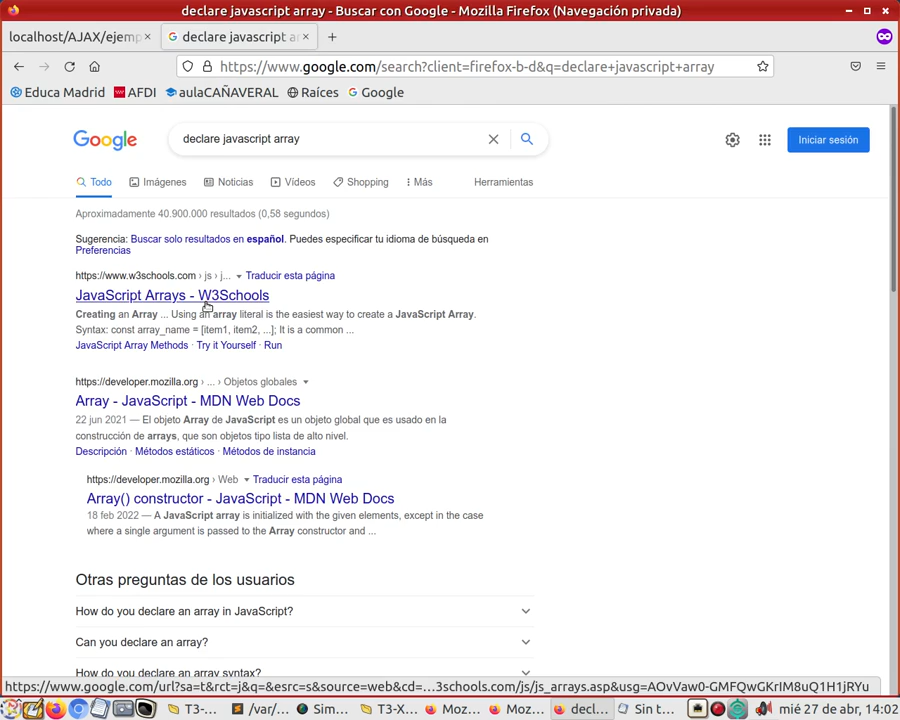 declare javascript array - Buscar con Google - Mozilla Firefox (Navegación privada)
localhost/AJAX/ejemp
declare javascript ar
https://www.google.com/search?client=firefox-b-d&q=declare+javascript+array
Educa Madrid
AFDI
aulaCAÑAVERAL
Raíces
Google
Google
declare javascript array
Iniciar sesión
Todo
Imágenes
Noticias
Vídeos
Shopping
Más
Herramientas
Aproximadamente 40.900.000 resultados (0,58 segundos)
Sugerencia: Buscar solo resultados en español. Puedes especificar tu idioma de búsqueda en
Preferencias
https://www.w3schools.com › js › j... Traducir esta página
JavaScript Arrays - W3Schools
Creating an Array ... Using an array literal is the easiest way to create a JavaScript Array.
Syntax: const array_name = [item1, item2, ...]; It is a common ...
JavaScript Array Methods · Try it Yourself · Run
https://developer.mozilla.org › ... › Objetos globales
Array - JavaScript - MDN Web Docs
22 jun 2021 — El objeto Array de JavaScript es un objeto global que es usado en la
construcción de arrays, que son objetos tipo lista de alto nivel.
Descripción · Métodos estáticos · Métodos de instancia
https://developer.mozilla.org › Web Traducir esta página
Array() constructor - JavaScript - MDN Web Docs
18 feb 2022 — A JavaScript array is initialized with the given elements, except in the case
where a single argument is passed to the Array constructor and ...
Otras preguntas de los usuarios
How do you declare an array in JavaScript?
Can you declare an array?
How do you declare an array syntax?
https://www.google.com/url?sa=t&rct=j&q=&esrc=s&source=web&cd=…3schools.com/js/js_arrays.asp&usg=AOvVaw0-GMFQwGKrIM8uQ1H1jRYu
T3-...
/var/...
Sim...
T3-X...
Moz...
Moz...
decl...
Sin t...
mié 27 de abr, 14:02